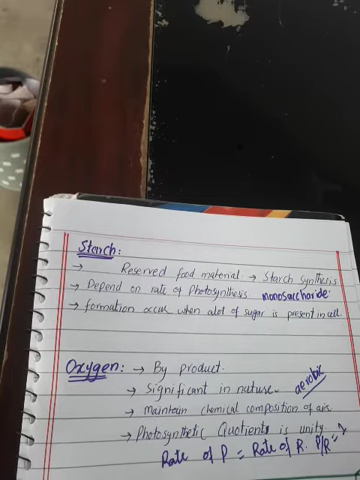 Starch:
→ Reserved food material → Starch synthesis
→ Depend on rate of Photosynthesis monosaccharide.
→ formation occur when alot of sugar is present in cell.
Oxygen: → By product.
→ Significant in nature. aerobic
→ maintain chemical composition of air.
→ Photosynthetic Quotient is unity
Rate of P = Rate of R. P/R = 1